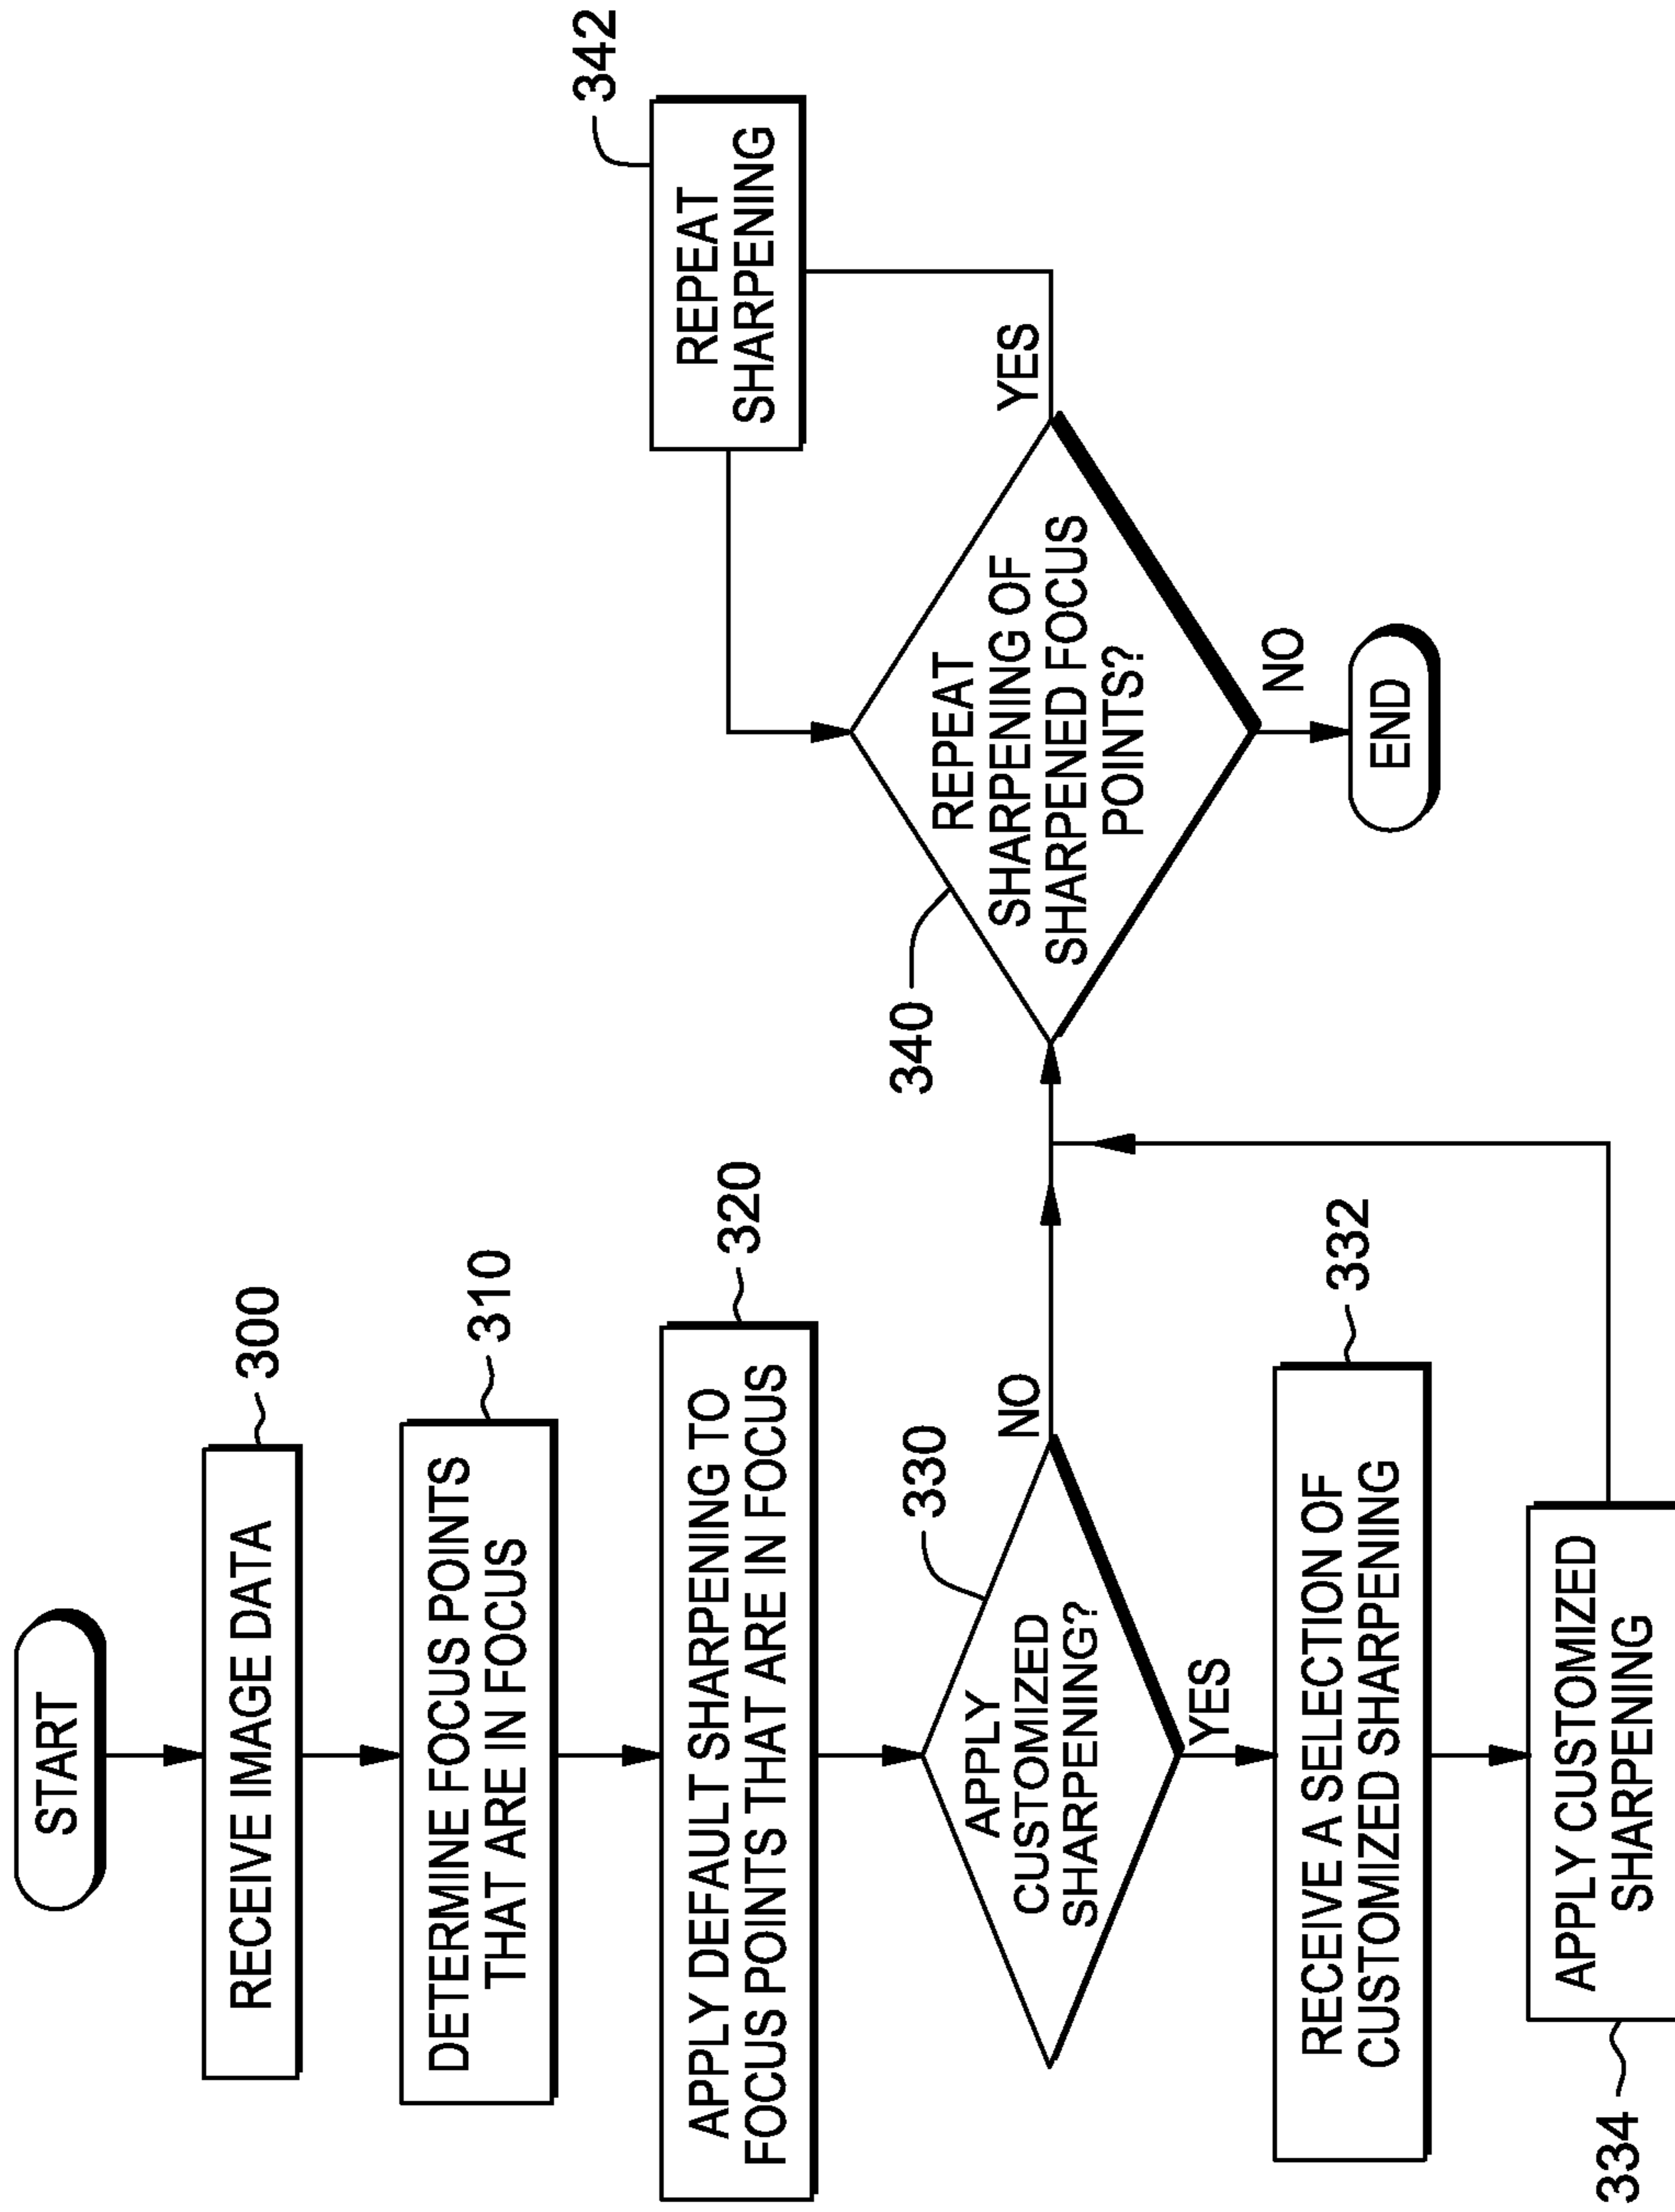 START
RECEIVE IMAGE DATA
300
DETERMINE FOCUS POINTS
THAT ARE IN FOCUS
310
APPLY DEFAULT SHARPENING TO
FOCUS POINTS THAT ARE IN FOCUS
320
APPLY
CUSTOMIZED
SHARPENING?
330
NO
YES
RECEIVE A SELECTION OF
CUSTOMIZED SHARPENING
332
APPLY CUSTOMIZED
SHARPENING
334
340
REPEAT
SHARPENING OF
SHARPENED FOCUS
POINTS?
YES
REPEAT
SHARPENING
342
NO
END